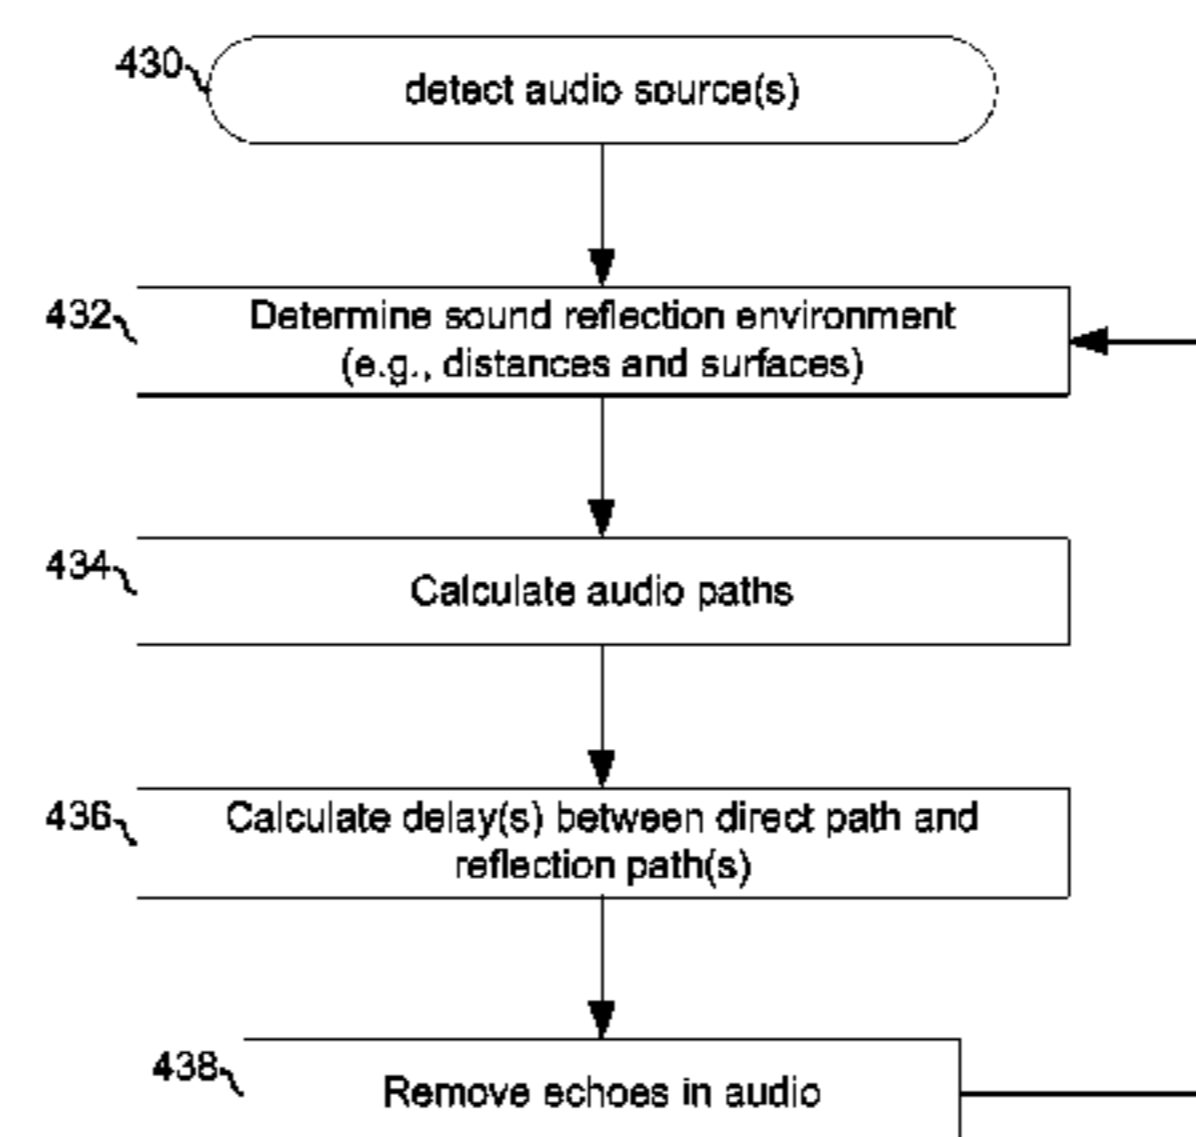 430
detect audio source(s)
432
Determine sound reflection environment
(e.g., distances and surfaces)
434
Calculate audio paths
436
Calculate delay(s) between direct path and
reflection path(s)
438
Remove echoes in audio